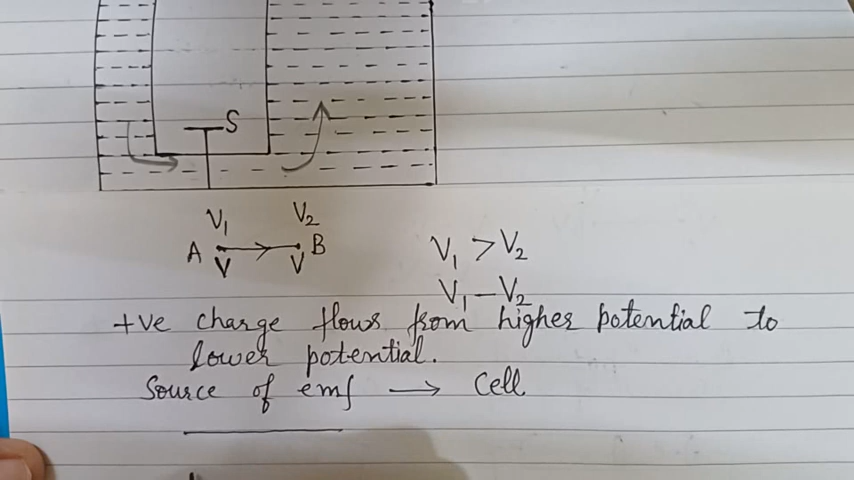 S
V₁ V₂
A B
V V
V₁ > V₂
V₁ – V₂
+ve charge flows from higher potential to
lower potential.
Source of emf → Cell